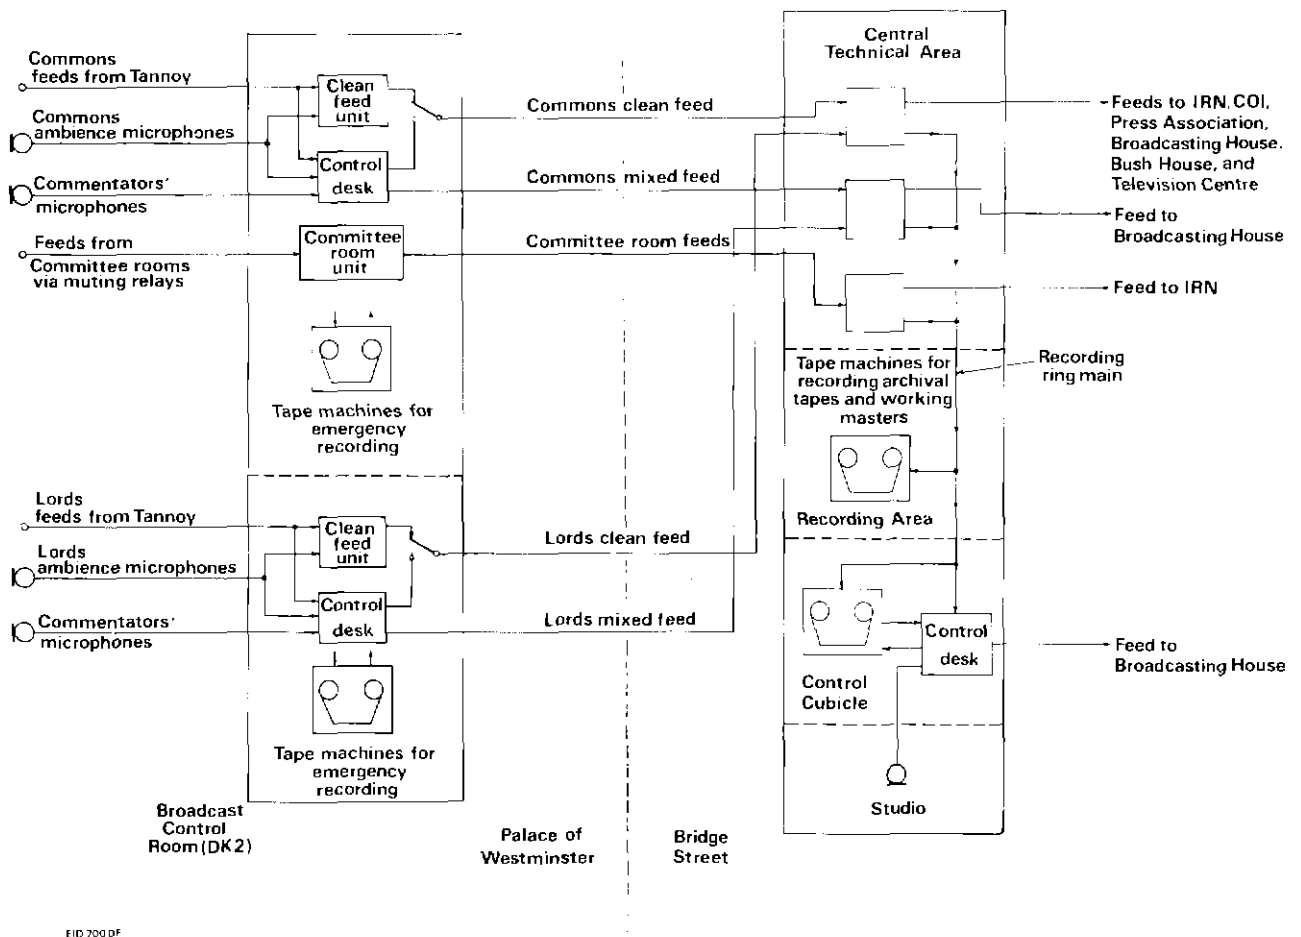 Commons
feeds from Tannoy
Commons
ambience microphones
Commentators'
microphones
Feeds from
Committee rooms
via muting relays
Clean
feed
unit
Control
desk
Committee
room
unit
Tape machines for
emergency
recording
Commons clean feed
Commons mixed feed
Committee room feeds
Central
Technical Area
Feeds to IRN, COI,
Press Association,
Broadcasting House.
Bush House, and
Television Centre
Feed to
Broadcasting House
Feed to IRN
Tape machines for
recording archival
tapes and working
masters
Recording
ring main
Recording Area
Lords
feeds from Tannoy
Lords
ambience microphones
Commentators'
microphones
Clean
feed
unit
Control
desk
Tape machines for
emergency
recording
Lords clean feed
Lords mixed feed
Control
desk
Feed to
Broadcasting House
Control
Cubicle
Studio
Broadcast
Control
Room (DK2)
Palace of
Westminster
Bridge
Street